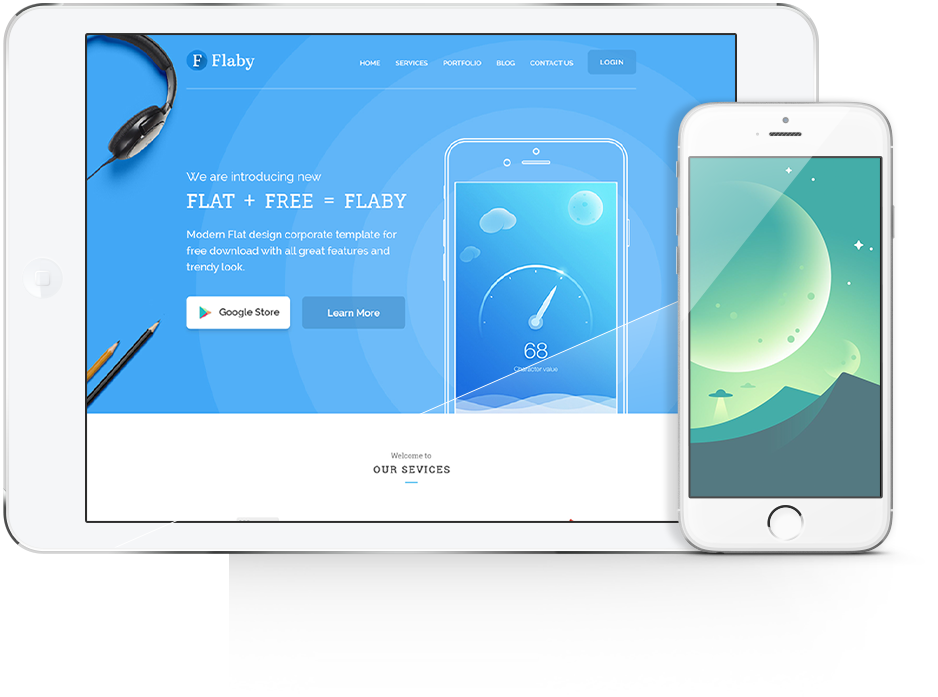 F Flaby
HOME SERVICES PORTFOLIO BLOG CONTACT US LOGIN
We are introducing new
FLAT + FREE = FLABY
Modern Flat design corporate template for
free download with all great features and
trendy look.
Google Store
Learn More
68
Character value
Welcome to
OUR SEVICES